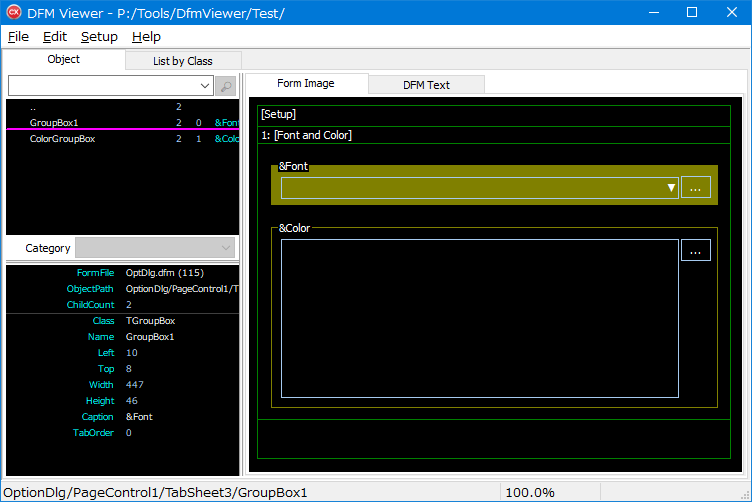 DFM Viewer - P:/Tools/DfmViewer/Test/
File Edit Setup Help
Object List by Class
Form Image DFM Text
.. 2
GroupBox1 2 0 &Font
ColorGroupBox 2 1 &Colo
Category
FormFile OptDlg.dfm (115)
ObjectPath OptionDlg/PageControl1/T
ChildCount 2
Class TGroupBox
Name GroupBox1
Left 10
Top 8
Width 447
Height 46
Caption &Font
TabOrder 0
[Setup]
1: [Font and Color]
&Font
...
&Color
...
OptionDlg/PageControl1/TabSheet3/GroupBox1 100.0%